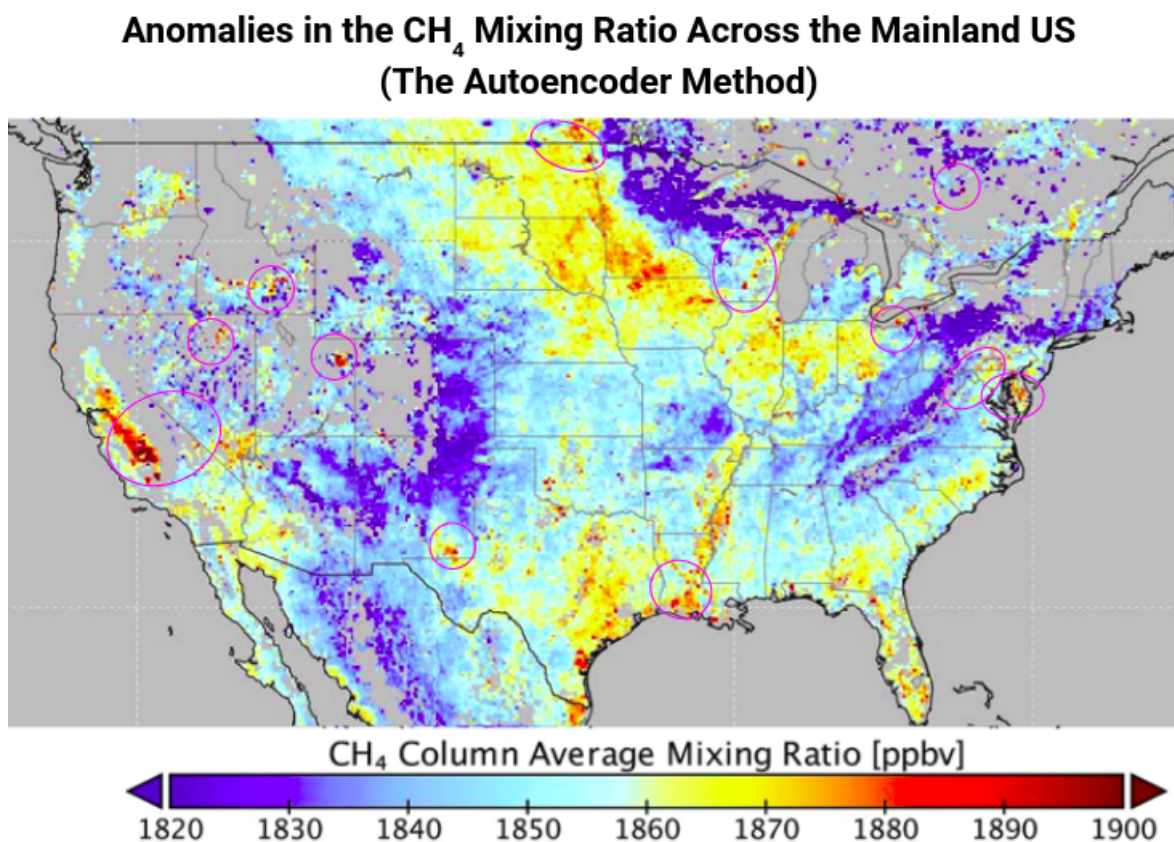 Anomalies in the CH₄ Mixing Ratio Across the Mainland US
(The Autoencoder Method)
CH₄ Column Average Mixing Ratio [ppbv]
1820 1830 1840 1850 1860 1870 1880 1890 1900